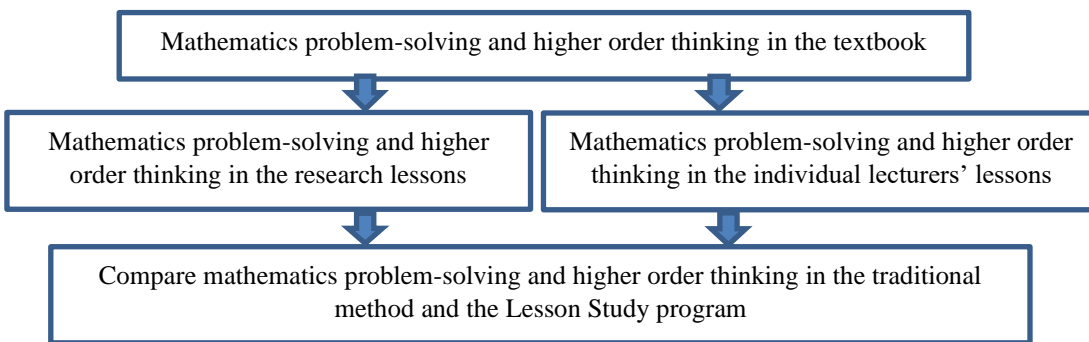 Mathematics problem-solving and higher order thinking in the textbook
Mathematics problem-solving and higher
order thinking in the research lessons
Mathematics problem-solving and higher order
thinking in the individual lecturers’ lessons
Compare mathematics problem-solving and higher order thinking in the traditional
method and the Lesson Study program